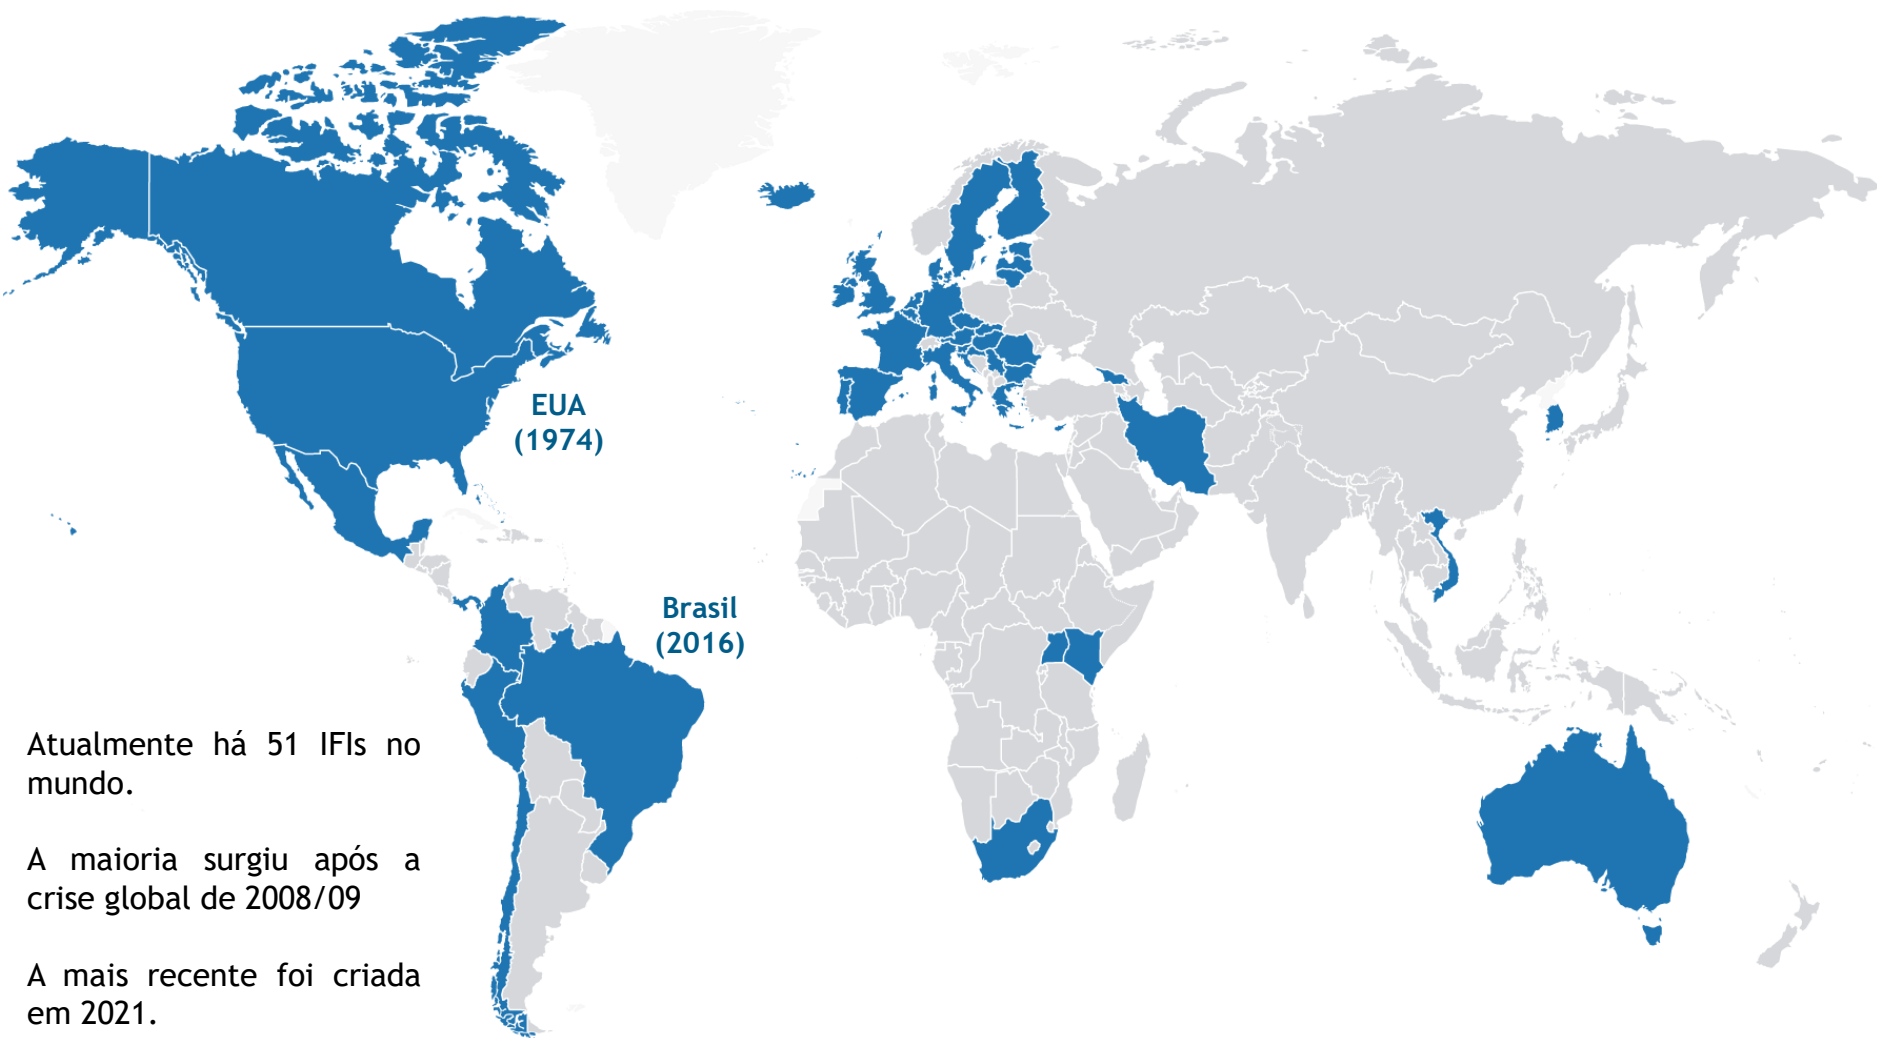 EUA
(1974)
Brasil
(2016)
Atualmente há 51 IFIs no
mundo.
A maioria surgiu após a
crise global de 2008/09
A mais recente foi criada
em 2021.